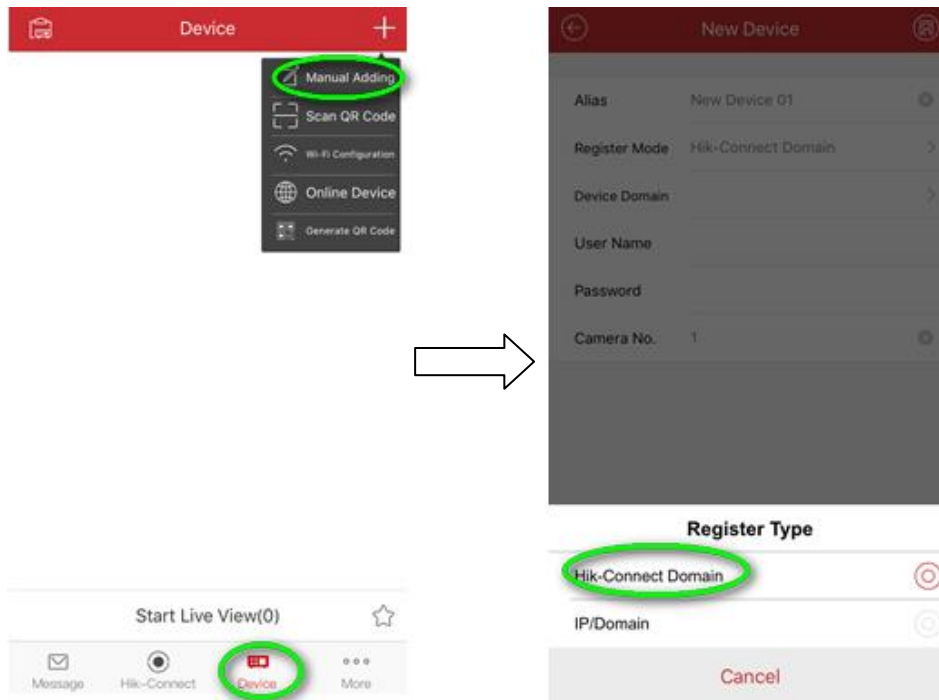 Device
Manual Adding
Scan QR Code
Wi-Fi Configuration
Online Device
Generate QR Code
Start Live View(0)
Message
Hik-Connect
Device
More
New Device
Alias New Device 01
Register Mode Hik-Connect Domain
Device Domain
User Name
Password
Camera No. 1
Register Type
Hik-Connect Domain
IP/Domain
Cancel